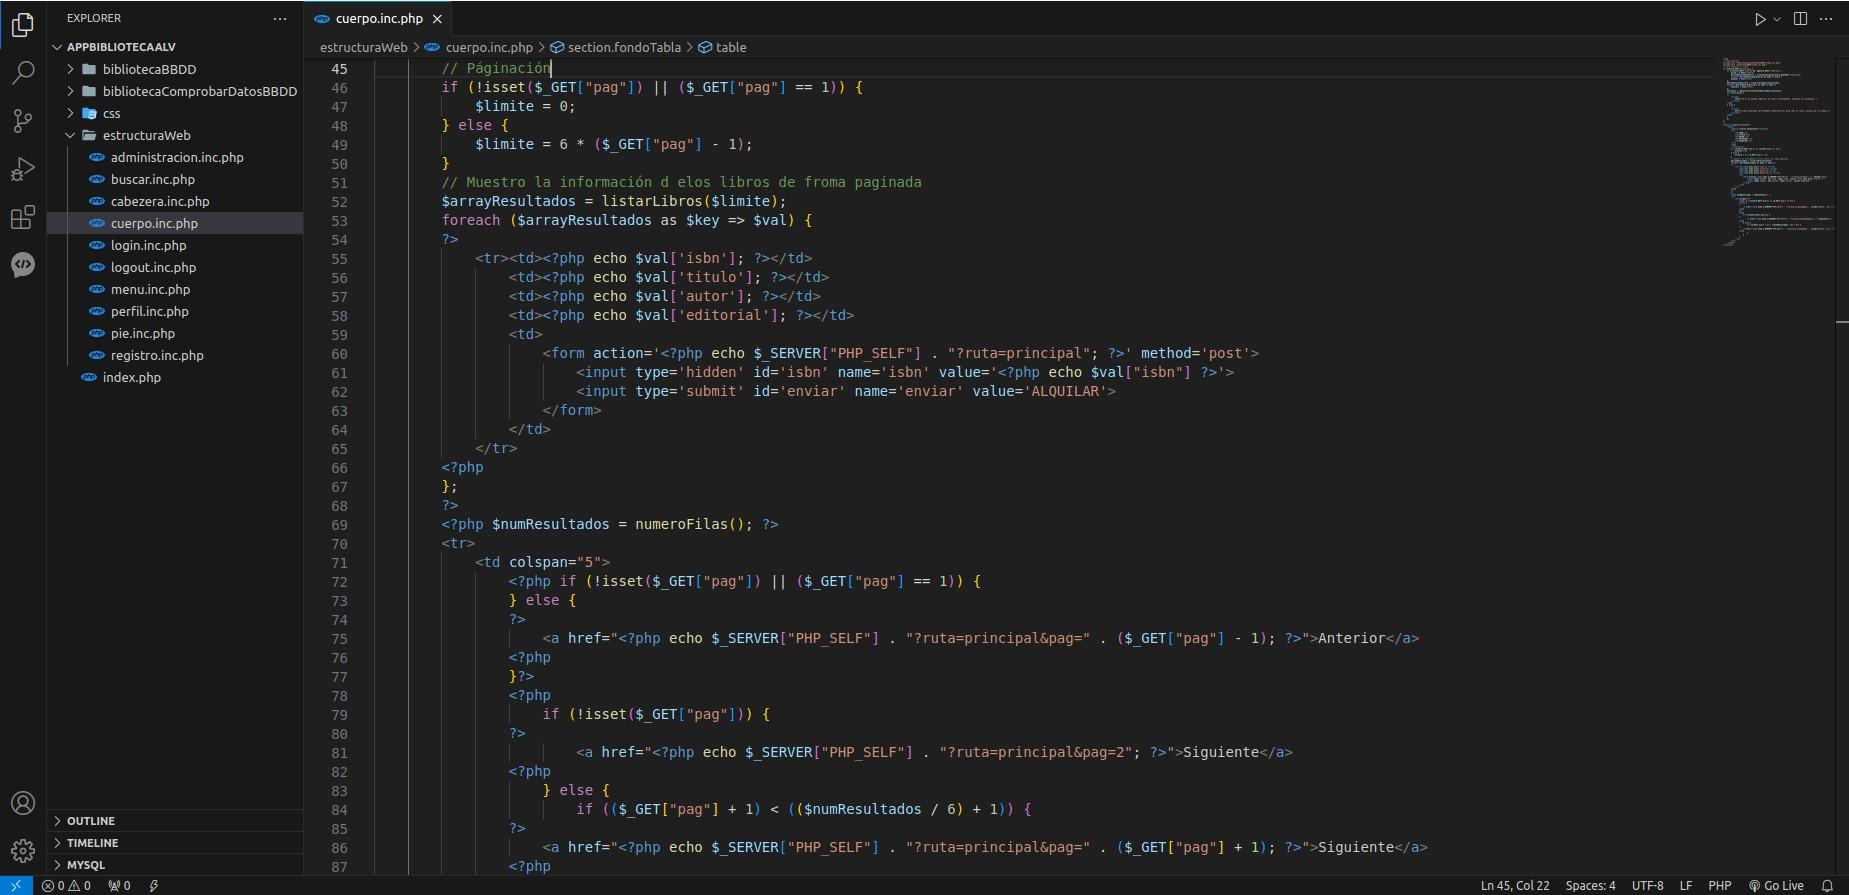 EXPLORER
APPBIBLIOTECAALV
bibliotecaBBDD
bibliotecaComprobarDatosBBDD
css
estructuraWeb
php administracion.inc.php
php buscar.inc.php
php cabezera.inc.php
php cuerpo.inc.php
php login.inc.php
php logout.inc.php
php menu.inc.php
php perfil.inc.php
php pie.inc.php
php registro.inc.php
php index.php
OUTLINE
TIMELINE
MYSQL
php cuerpo.inc.php
estructuraWeb > php cuerpo.inc.php > section.fondoTabla > table
45 // Páginación
46 if (!isset($_GET["pag"]) || ($_GET["pag"] == 1)) {
47 $limite = 0;
48 } else {
49 $limite = 6 * ($_GET["pag"] - 1);
50 }
51 // Muestro la información d elos libros de froma paginada
52 $arrayResultados = listarLibros($limite);
53 foreach ($arrayResultados as $key => $val) {
54 ?>
55 <tr><td><?php echo $val['isbn']; ?></td>
56 <td><?php echo $val['titulo']; ?></td>
57 <td><?php echo $val['autor']; ?></td>
58 <td><?php echo $val['editorial']; ?></td>
59 <td>
60 <form action='<?php echo $_SERVER["PHP_SELF"] . "?ruta=principal"; ?>' method='post'>
61 <input type='hidden' id='isbn' name='isbn' value='<?php echo $val["isbn"] ?>'>
62 <input type='submit' id='enviar' name='enviar' value='ALQUILAR'>
63 </form>
64 </td>
65 </tr>
66 <?php
67 };
68 ?>
69 <?php $numResultados = numeroFilas(); ?>
70 <tr>
71 <td colspan="5">
72 <?php if (!isset($_GET["pag"]) || ($_GET["pag"] == 1)) {
73 } else {
74 ?>
75 <a href="<?php echo $_SERVER["PHP_SELF"] . "?ruta=principal&pag=" . ($_GET["pag"] - 1); ?>">Anterior</a>
76 <?php
77 }?>
78 <?php
79 if (!isset($_GET["pag"])) {
80 ?>
81 <a href="<?php echo $_SERVER["PHP_SELF"] . "?ruta=principal&pag=2"; ?>">Siguiente</a>
82 <?php
83 } else {
84 if (($_GET["pag"] + 1) < (($numResultados / 6) + 1)) {
85 ?>
86 <a href="<?php echo $_SERVER["PHP_SELF"] . "?ruta=principal&pag=" . ($_GET["pag"] + 1); ?>">Siguiente</a>
87 <?php
0 0 0 Ln 45, Col 22 Spaces: 4 UTF-8 LF PHP Go Live